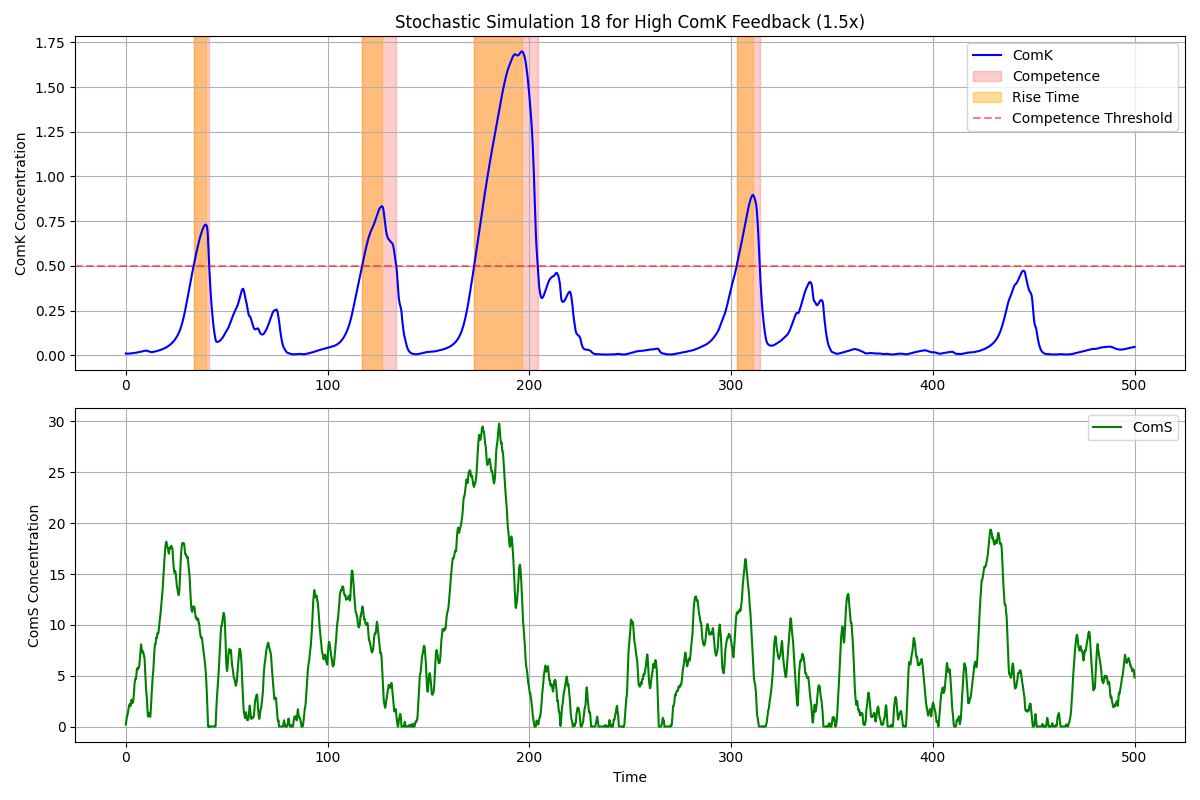 Stochastic Simulation 18 for High ComK Feedback (1.5x)
ComK Concentration
1.75
1.50
1.25
1.00
0.75
0.50
0.25
0.00
ComK
Competence
Rise Time
Competence Threshold
0 100 200 300 400 500
ComS Concentration
30
25
20
15
10
5
0
ComS
0 100 200 300 400 500
Time